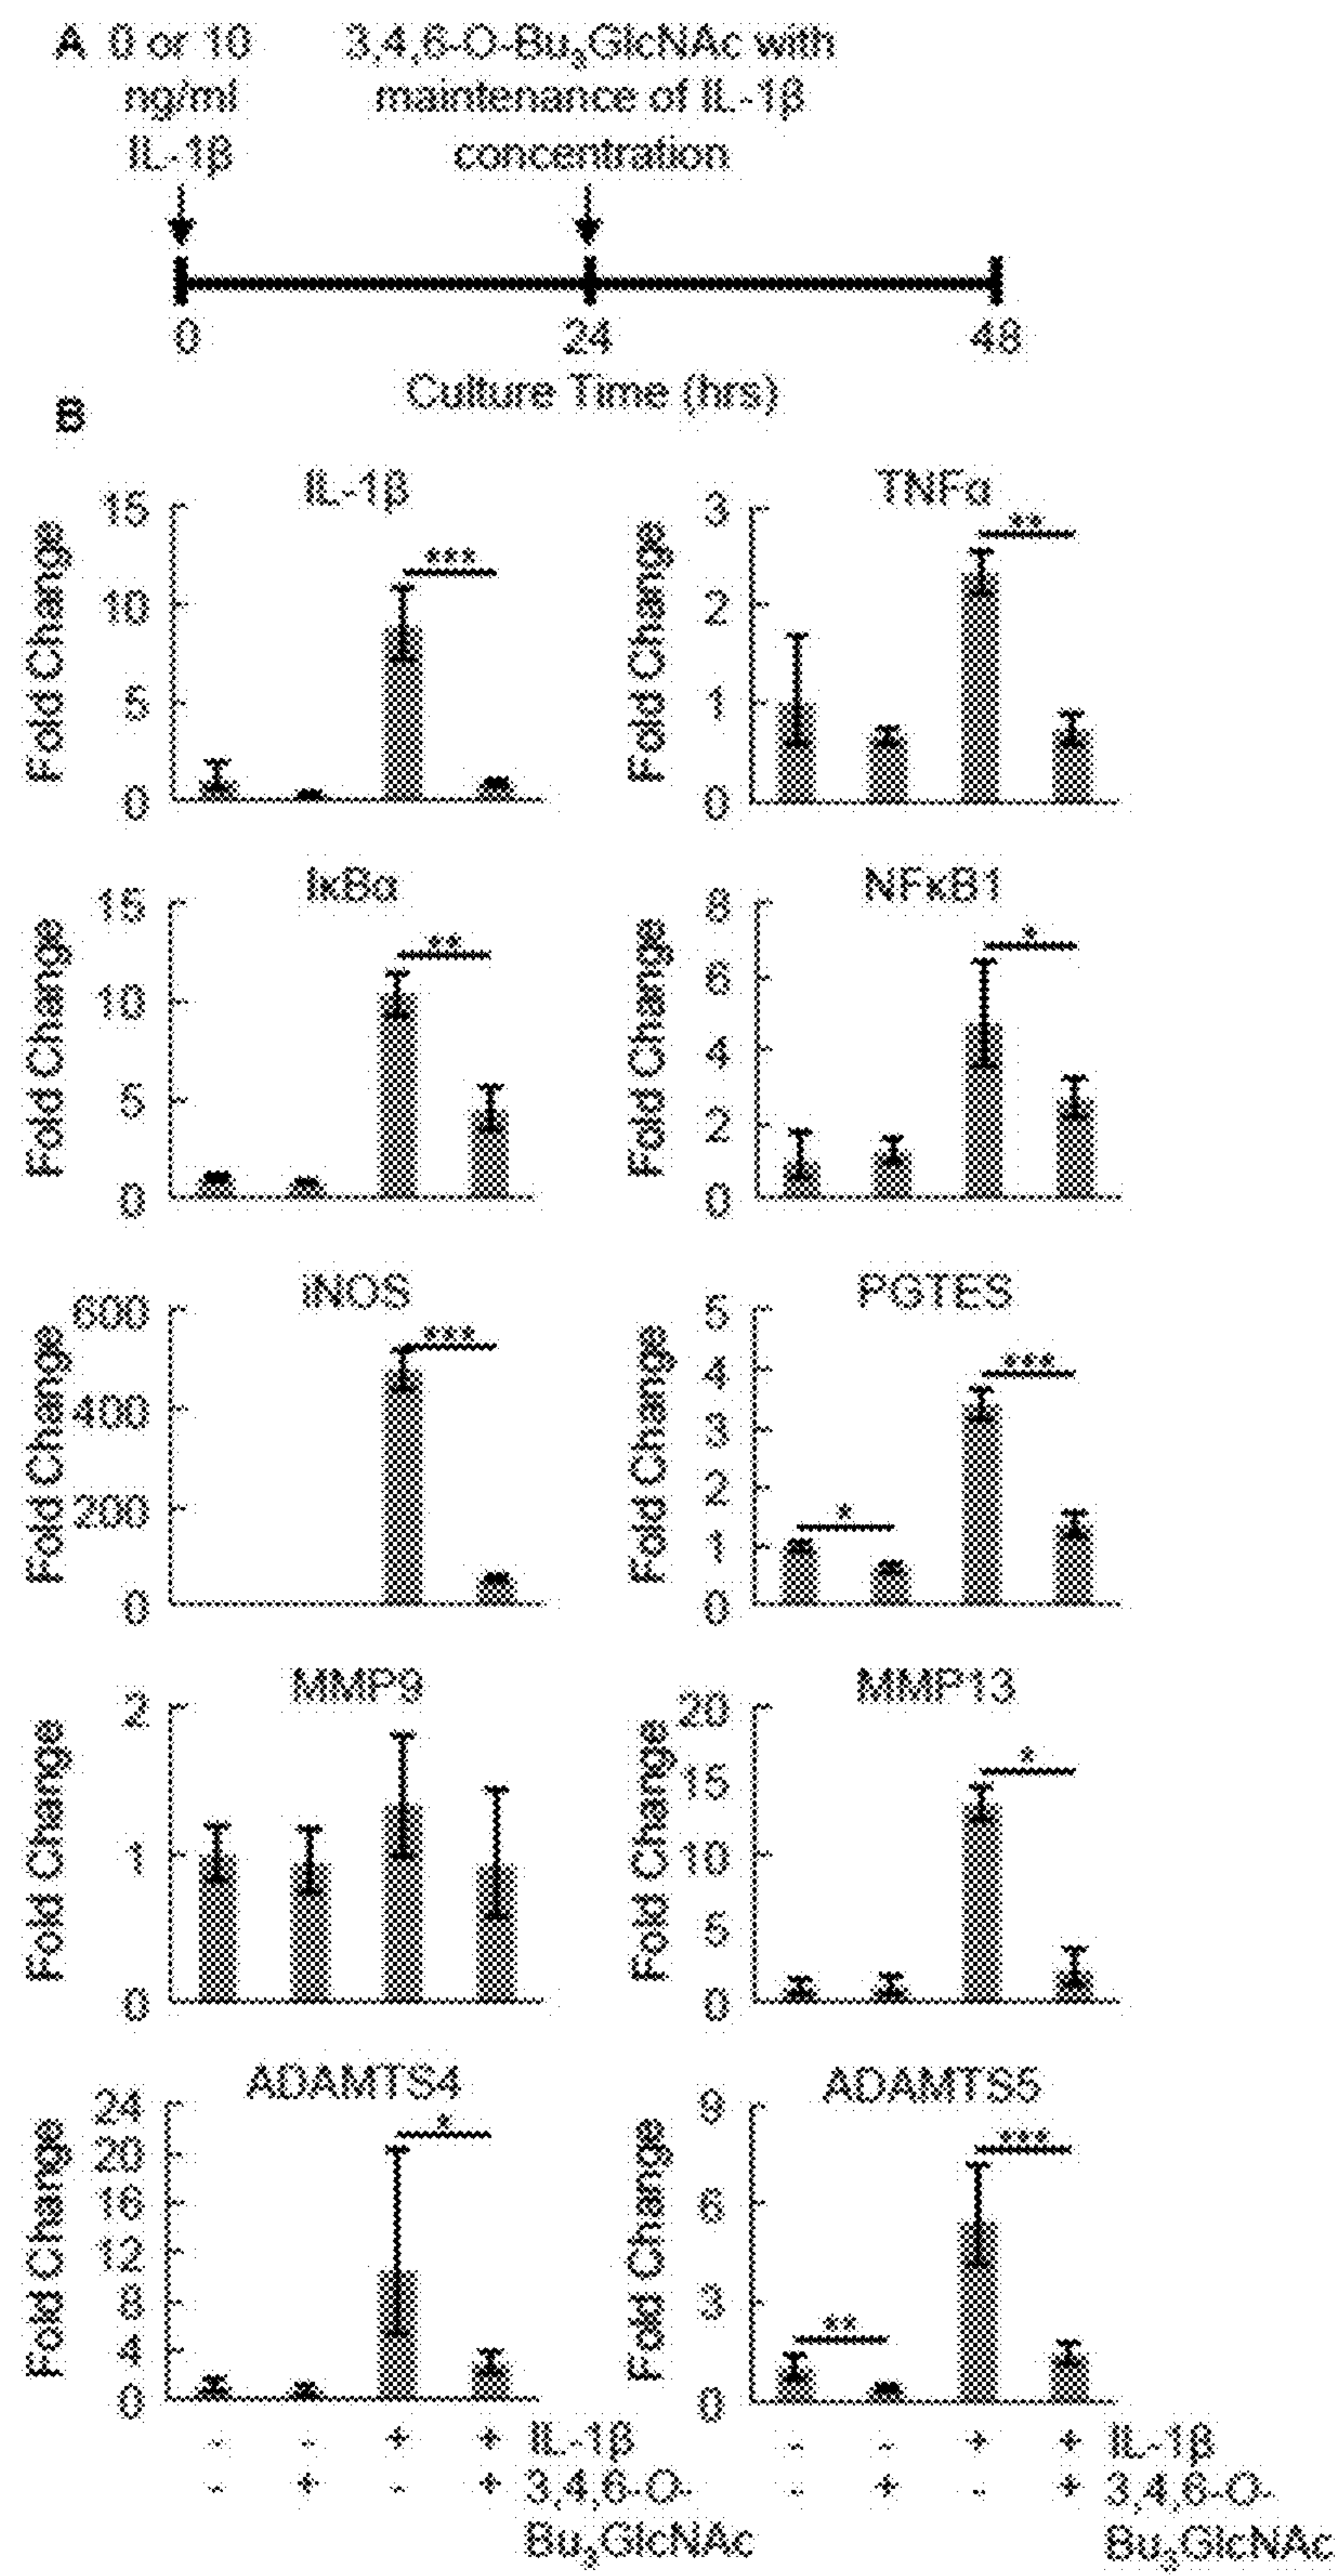 A 0 or 10 3,4,6-O-Bu3GlcNAc with
ng/ml maintenance of IL-1β
IL-1β concentration
0 24 48
Culture Time (hrs)
B
IL-1β TNFα
Fold Change 15 10 5 0 *** Fold Change 3 2 1 0 **
IκBα NFκB1
Fold Change 15 10 5 0 ** Fold Change 8 6 4 2 0 *
iNOS PGTES
Fold Change 600 400 200 0 *** Fold Change 5 4 3 2 1 0 * ***
MMP9 MMP13
Fold Change 2 1 0 Fold Change 20 15 10 5 0 *
ADAMTS4 ADAMTS5
Fold Change 24 20 16 12 8 4 0 * Fold Change 9 6 3 0 ** ***
- - + + IL-1β - - + + IL-1β
- + - + 3,4,6-O- - + - + 3,4,6-O-
Bu3GlcNAc Bu3GlcNAc